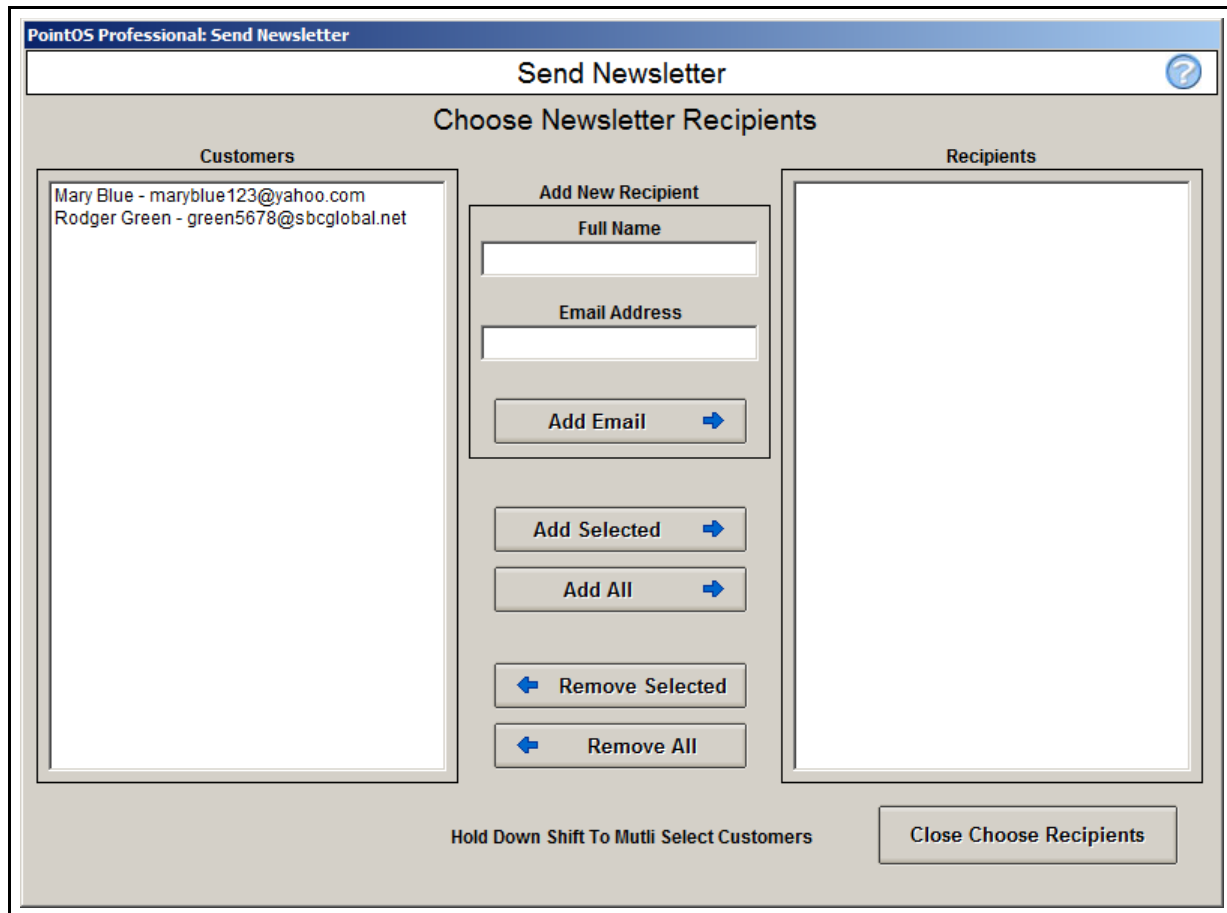 PointOS Professional: Send Newsletter
Send Newsletter
?
Choose Newsletter Recipients
Customers
Mary Blue - maryblue123@yahoo.com
Rodger Green - green5678@sbcglobal.net
Add New Recipient
Full Name
Email Address
Add Email
Add Selected
Add All
Remove Selected
Remove All
Recipients
Hold Down Shift To Mutli Select Customers
Close Choose Recipients